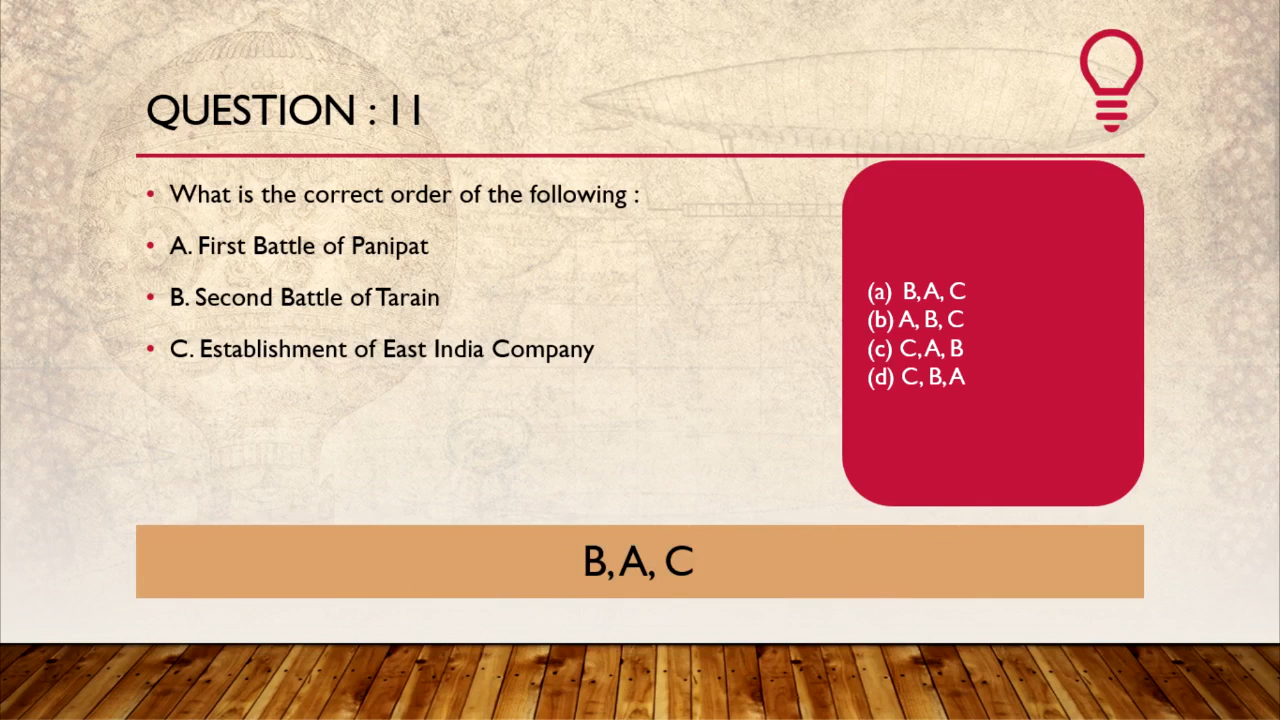 QUESTION : 11
• What is the correct order of the following :
• A. First Battle of Panipat
• B. Second Battle of Tarain
• C. Establishment of East India Company
(a) B, A, C
(b) A, B, C
(c) C, A, B
(d) C, B, A
B, A, C